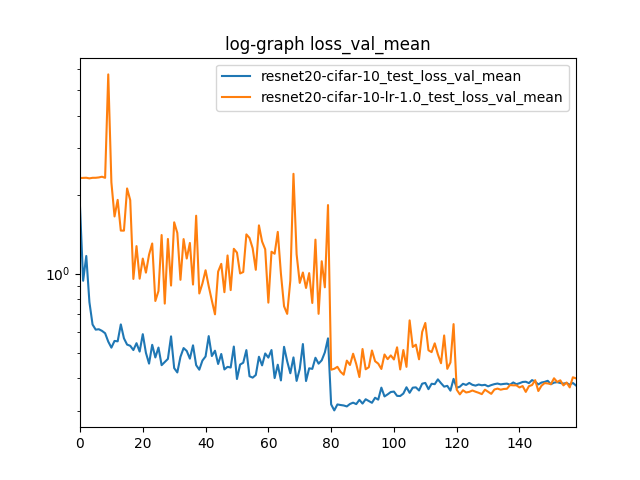 log-graph loss_val_mean
resnet20-cifar-10_test_loss_val_mean
resnet20-cifar-10-lr-1.0_test_loss_val_mean
10⁰
0 20 40 60 80 100 120 140